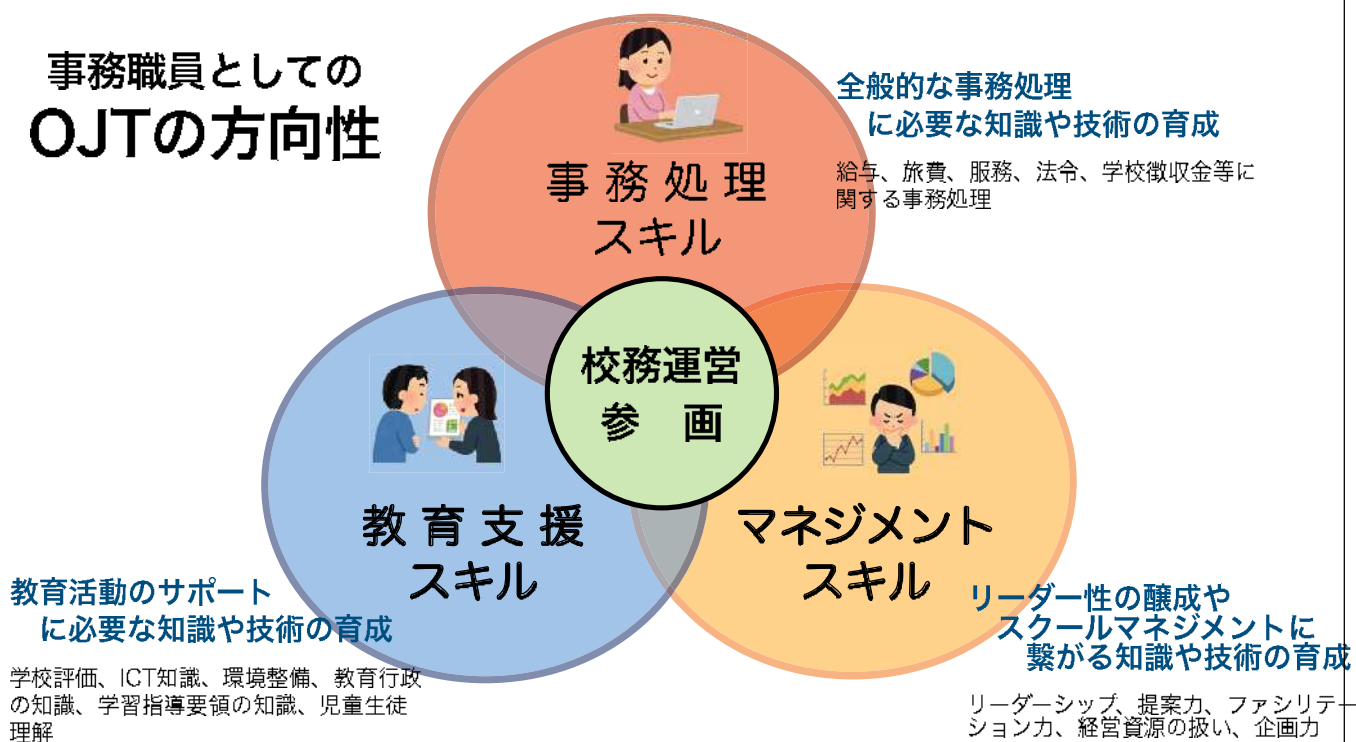 事務職員としての
OJTの方向性
全般的な事務処理
に必要な知識や技術の育成
給与、旅費、服務、法令、学校徴収金等に
関する事務処理
事務処理
スキル
校務運営
参　画
教育支援
スキル
マネジメント
スキル
教育活動のサポート
に必要な知識や技術の育成
学校評価、ICT知識、環境整備、教育行政
の知識、学習指導要領の知識、児童生徒
理解
リーダー性の醸成や
スクールマネジメントに
繋がる知識や技術の育成
リーダーシップ、提案力、ファシリテー
ション力、経営資源の扱い、企画力